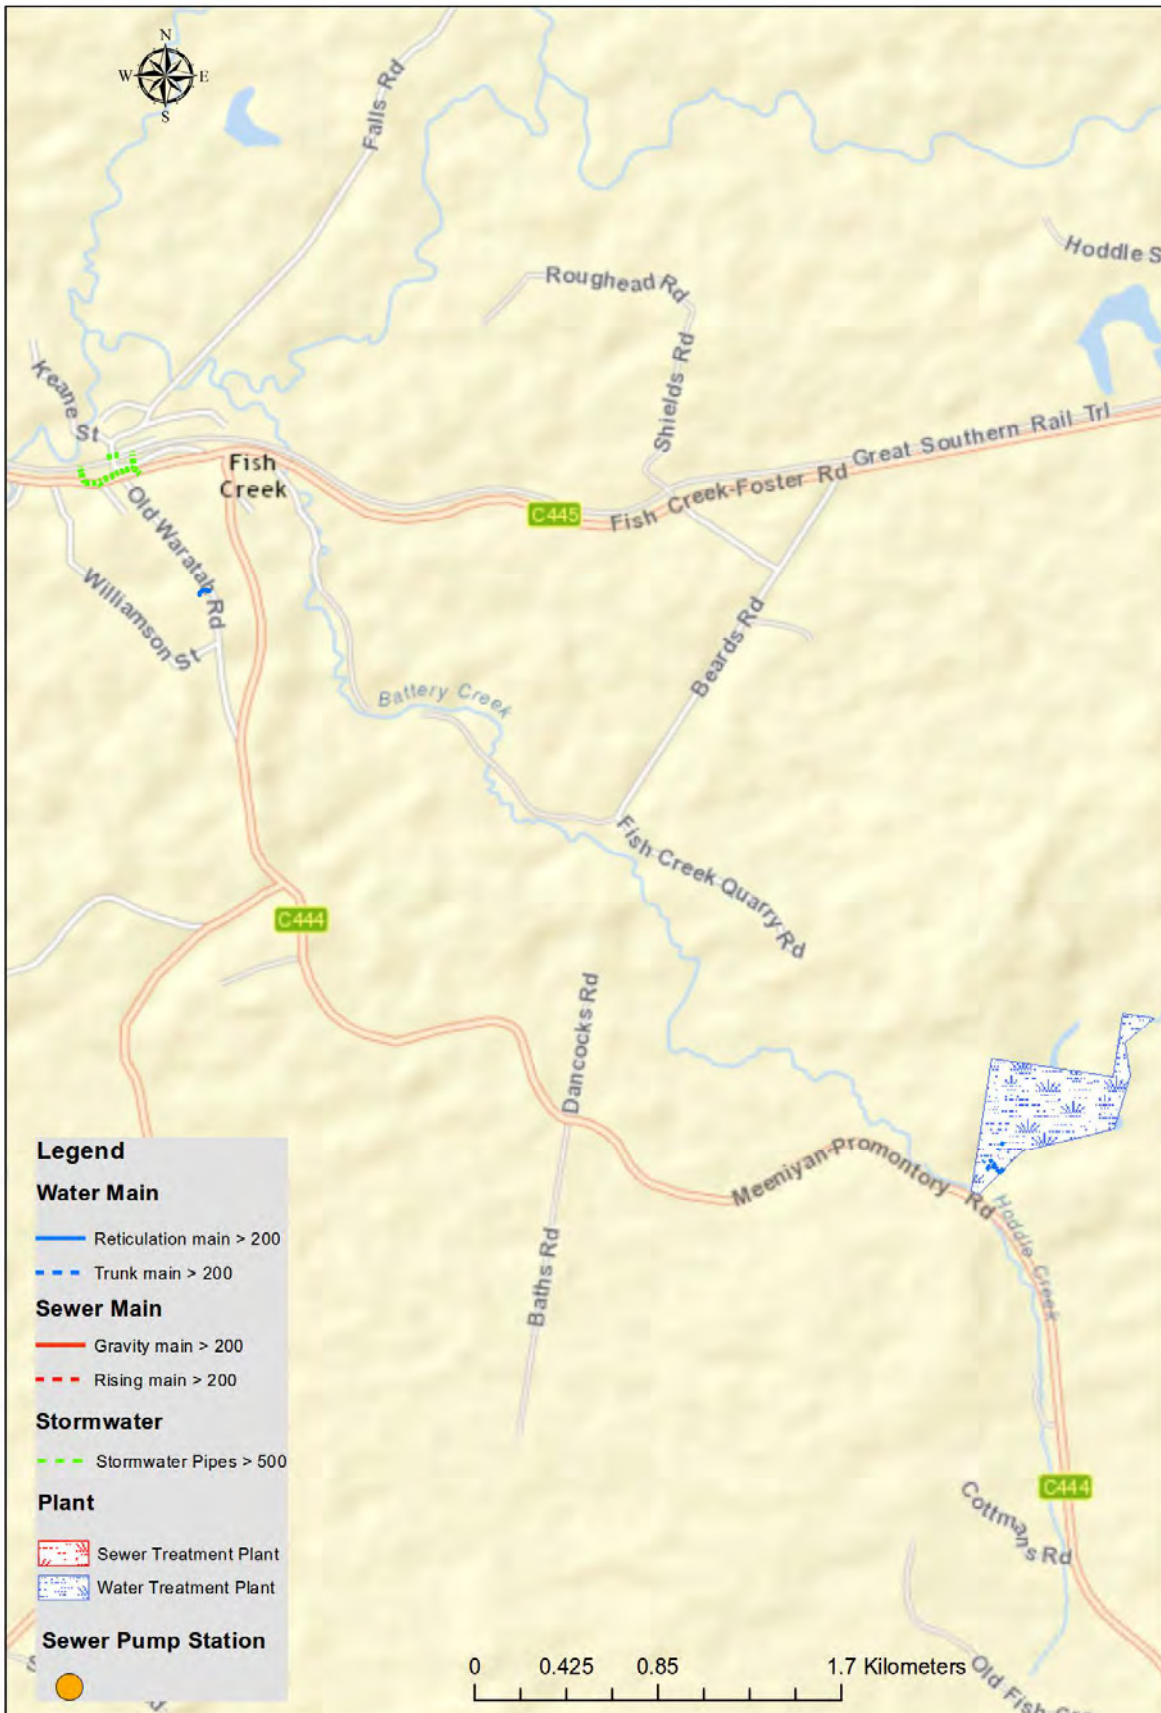 N
W E
S
Falls Rd
Hoddle S
Roughead Rd
Shields Rd
Keane St
Great Southern Rail Trl
Fish Creek-Foster Rd
Fish
Creek
C445
Old Waratah Rd
Williamson St
Beards Rd
Battery Creek
Fish Creek Quarry Rd
C444
Dancocks Rd
Meeniyan-Promontory Rd
Hoddle Creek
Baths Rd
C444
Cottmans Rd
Old Fish Cr
Legend
Water Main
Reticulation main > 200
Trunk main > 200
Sewer Main
Gravity main > 200
Rising main > 200
Stormwater
Stormwater Pipes > 500
Plant
Sewer Treatment Plant
Water Treatment Plant
Sewer Pump Station
0 0.425 0.85 1.7 Kilometers